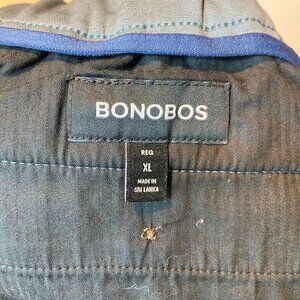 BONOBOS
REG
XL
MADE IN
SRI LANKA